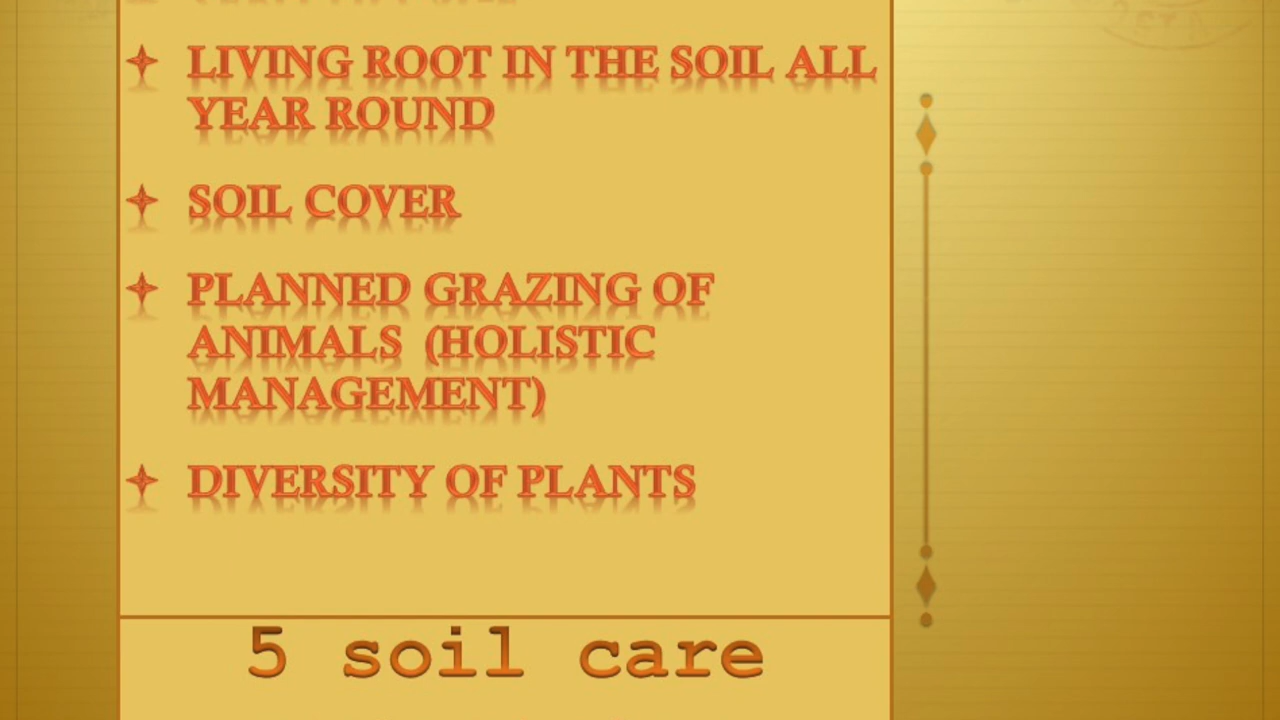 LIVING ROOT IN THE SOIL ALL
YEAR ROUND
SOIL COVER
PLANNED GRAZING OF
ANIMALS (HOLISTIC
MANAGEMENT)
DIVERSITY OF PLANTS
5 soil care